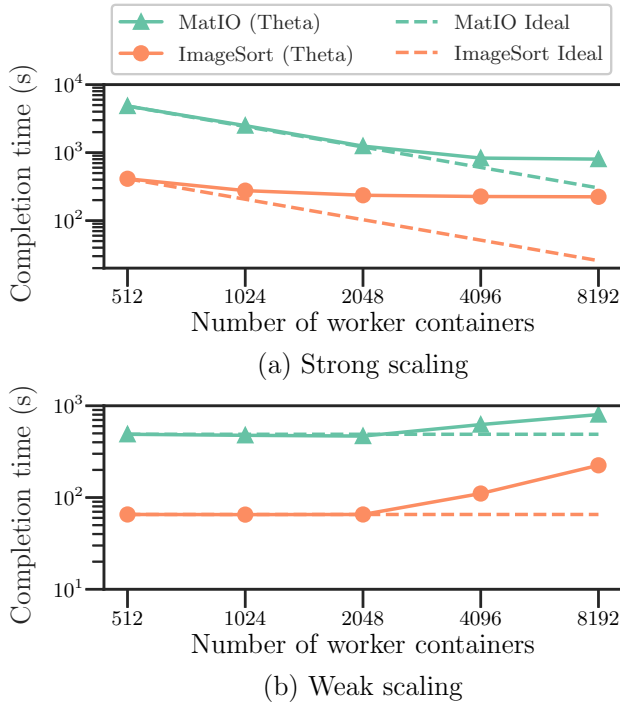 MatIO (Theta) MatIO Ideal
ImageSort (Theta) ImageSort Ideal
Completion time (s)
10^4
10^3
10^2
512 1024 2048 4096 8192
Number of worker containers
(a) Strong scaling
Completion time (s)
10^3
10^2
10^1
512 1024 2048 4096 8192
Number of worker containers
(b) Weak scaling